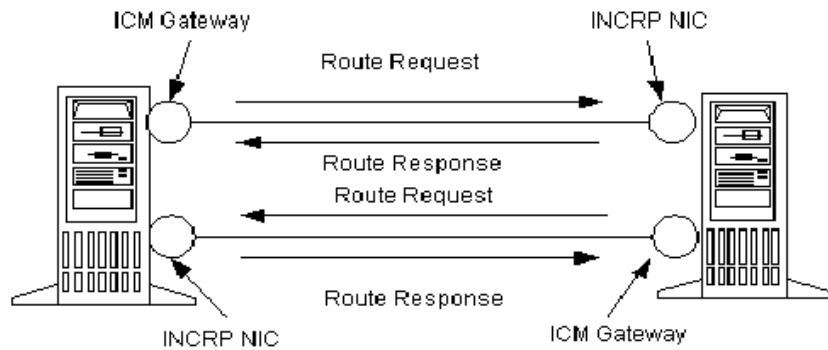 ICM Gateway
INCRP NIC
Route Request
Route Response
Route Request
Route Response
INCRP NIC
ICM Gateway